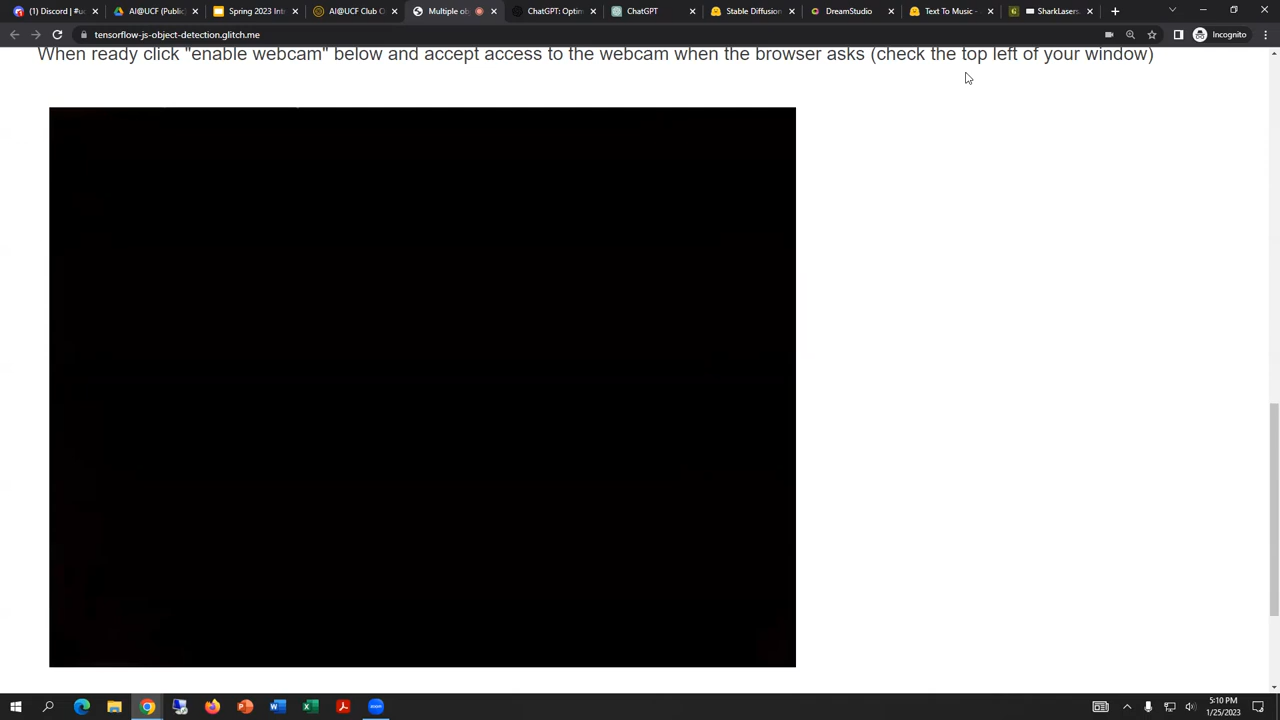 (1) Discord | #u
AI@UCF (Public
Spring 2023 Intr
AI@UCF Club C
Multiple ob
ChatGPT: Optim
ChatGPT
Stable Diffusion
DreamStudio
Text To Music -
SharkLasers
tensorflow-js-object-detection.glitch.me
Incognito
When ready click "enable webcam" below and accept access to the webcam when the browser asks (check the top left of your window)
zoom
5:10 PM
1/25/2023